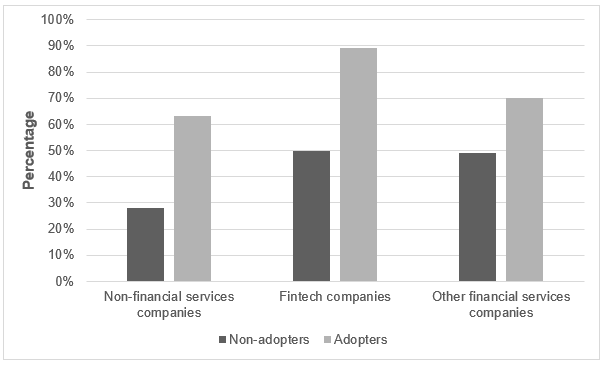 100%
90%
80%
70%
60%
50%
40%
30%
20%
10%
0%
Percentage
Non-financial services
companies
Fintech companies
Other financial services
companies
Non-adopters
Adopters